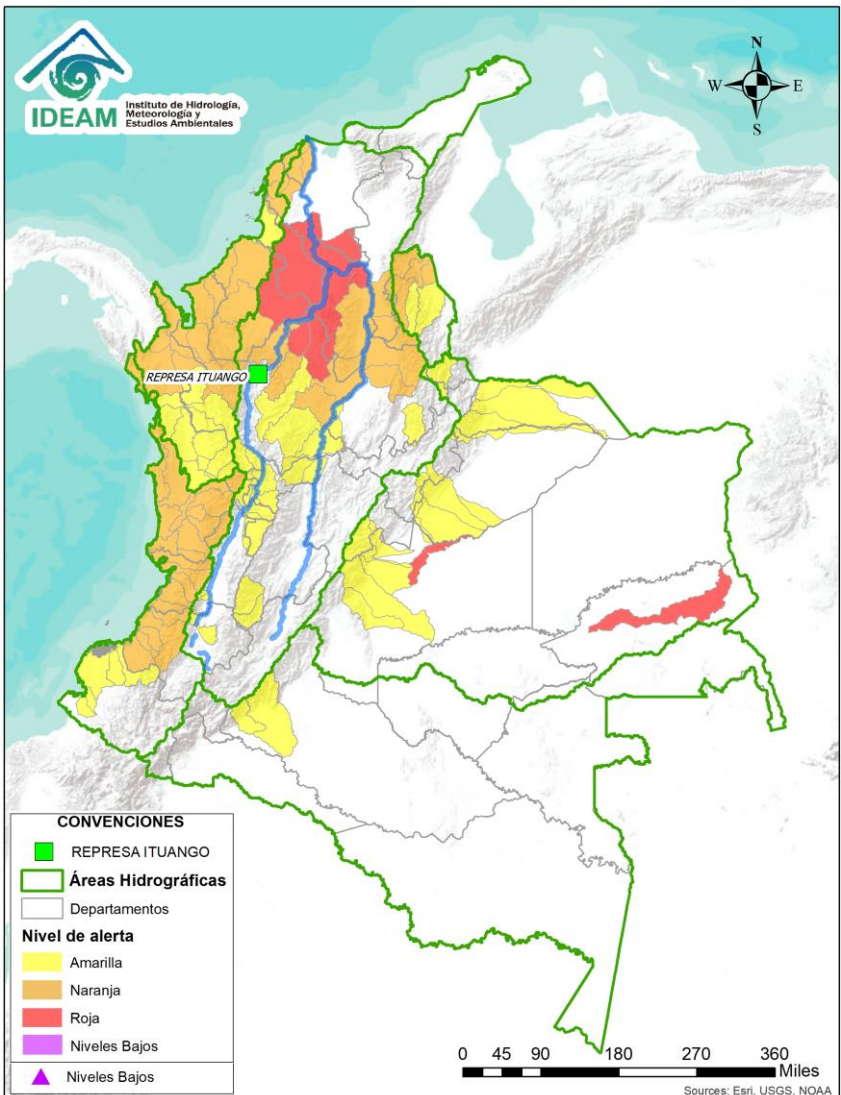 IDEAM
Instituto de Hidrología,
Meteorología y
Estudios Ambientales
N
W
E
S
REPRESA ITUANGO
CONVENCIONES
REPRESA ITUANGO
Áreas Hidrográficas
Departamentos
Nivel de alerta
Amarilla
Naranja
Roja
Niveles Bajos
Niveles Bajos
0 45 90 180 270 360
Miles
Sources: Esri, USGS, NOAA